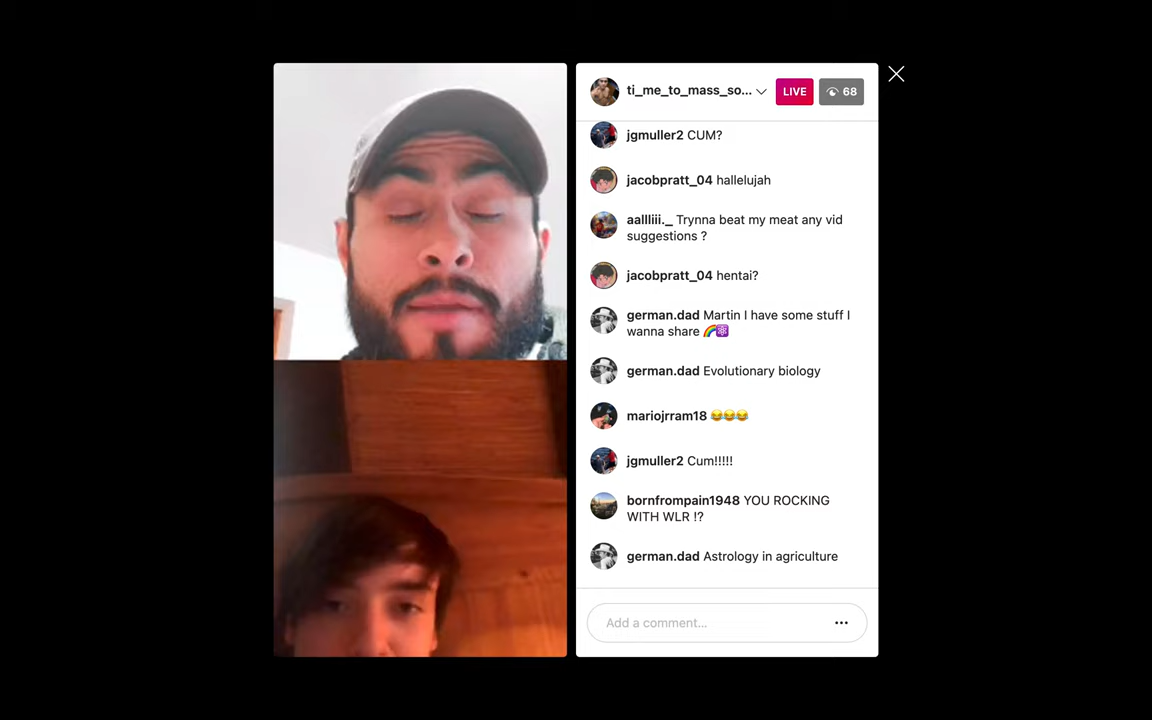 ti_me_to_mass_so... LIVE 68
jgmuller2 CUM?
jacobpratt_04 hallelujah
aallliii._ Trynna beat my meat any vid
suggestions ?
jacobpratt_04 hentai?
german.dad Martin I have some stuff I
wanna share 🌈⚛️
german.dad Evolutionary biology
mariojrram18 😂😂😂
jgmuller2 Cum!!!!!
bornfrompain1948 YOU ROCKING
WITH WLR !?
german.dad Astrology in agriculture
Add a comment...